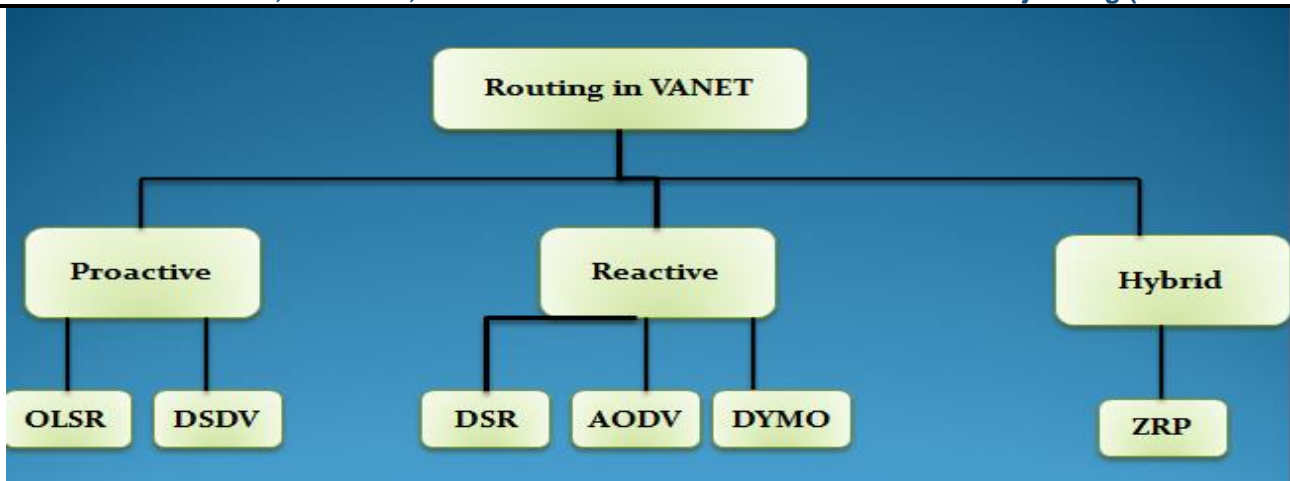 Routing in VANET
Proactive
Reactive
Hybrid
OLSR
DSDV
DSR
AODV
DYMO
ZRP